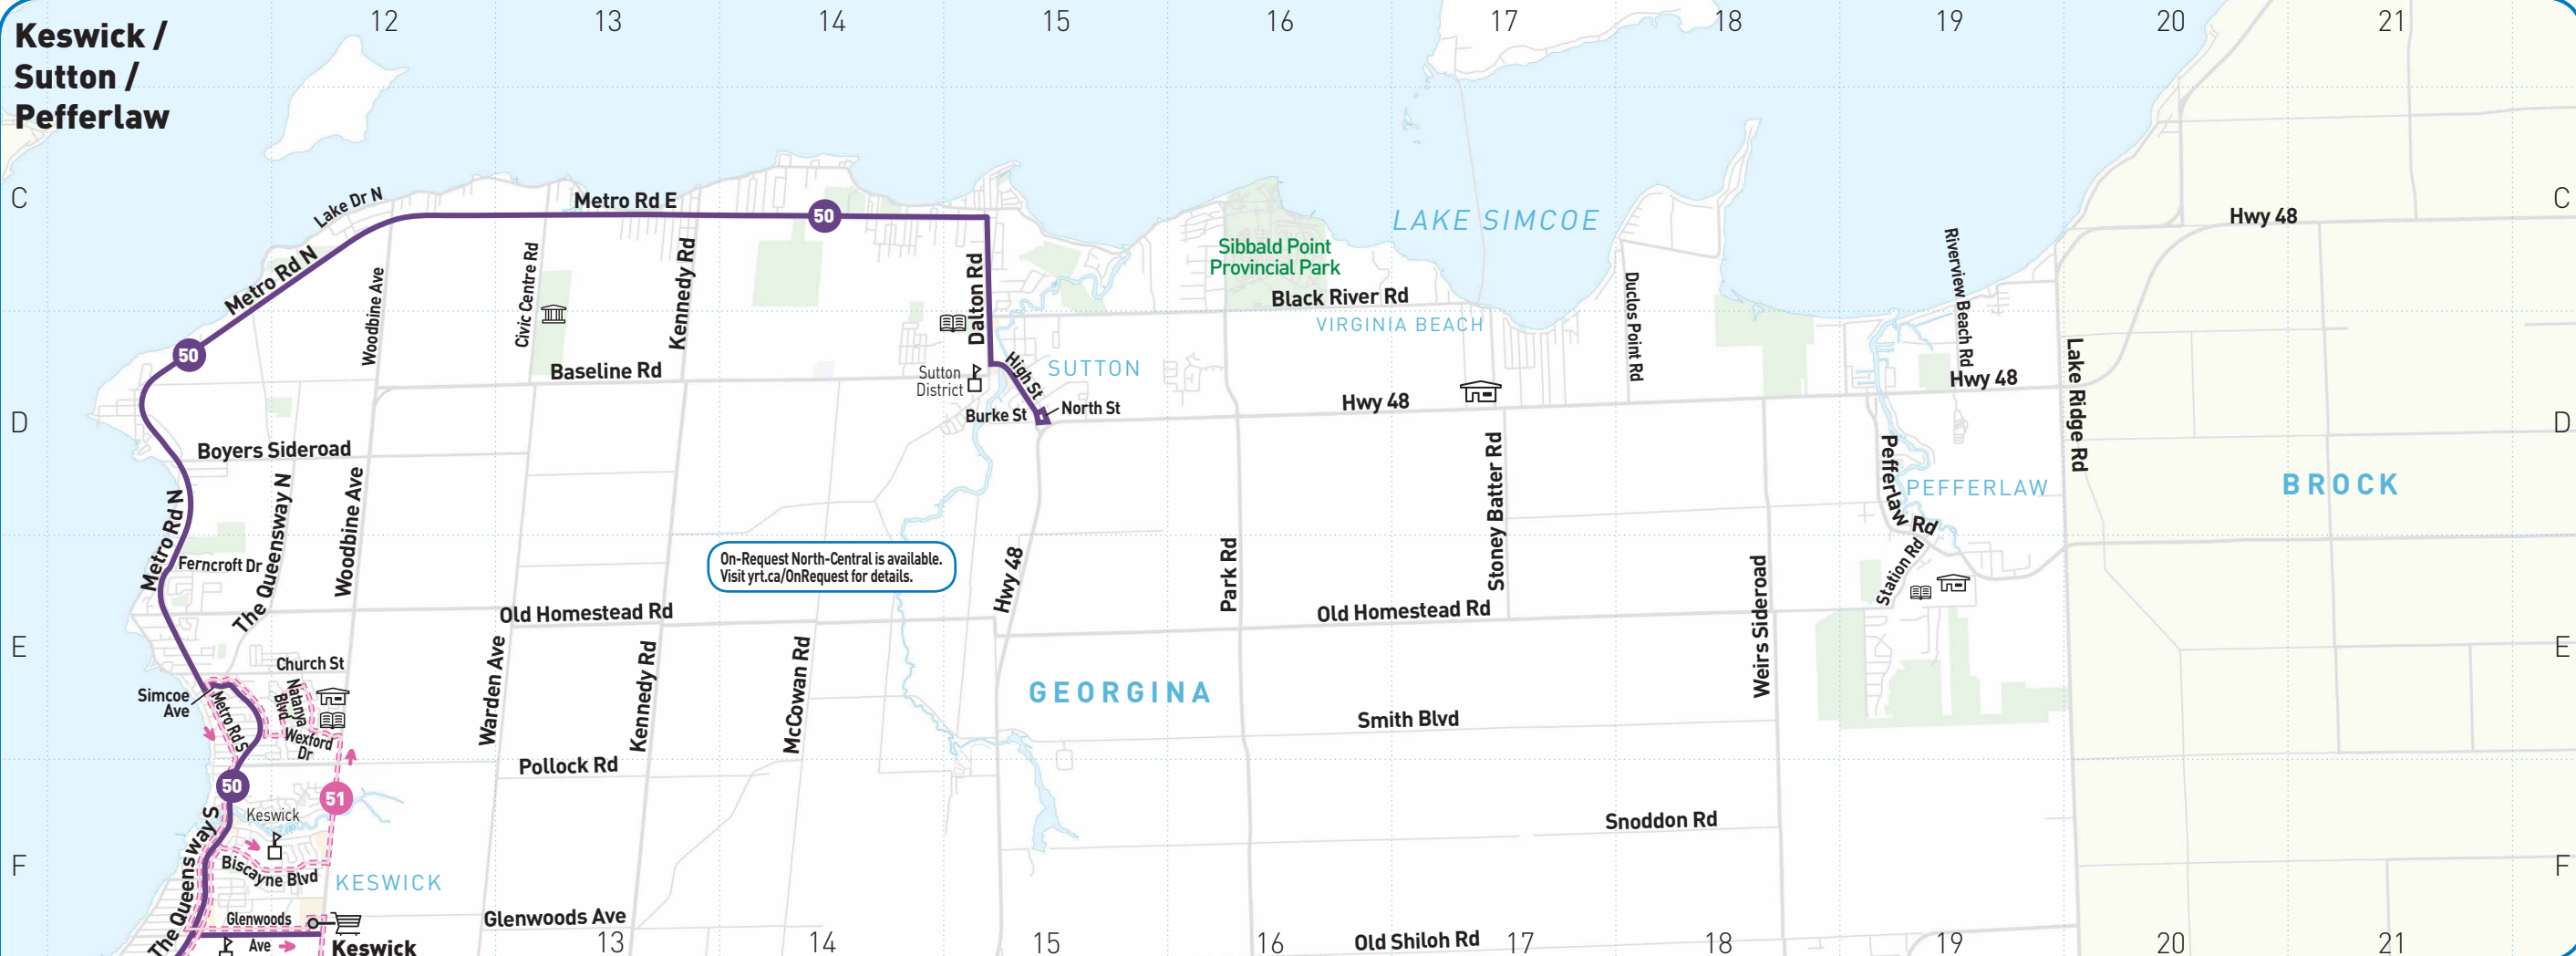 12
13
14
15
16
17
18
19
20
21
Keswick /
Sutton /
Pefferlaw
C
Lake Dr N
Metro Rd E
50
LAKE SIMCOE
Hwy 48
C
Metro Rd N
Woodbine Ave
Civic Centre Rd
Kennedy Rd
Dalton Rd
Sibbald Point
Provincial Park
Black River Rd
VIRGINIA BEACH
Duclos Point Rd
Riverview Beach Rd
50
Baseline Rd
Sutton
District
High St
SUTTON
Hwy 48
Lake Ridge Rd
D
Burke St
North St
Hwy 48
D
Boyers Sideroad
Metro Rd N
The Queensway N
Woodbine Ave
Stoney Batter Rd
Pefferlaw Rd
PEFFERLAW
BROCK
Ferncroft Dr
On-Request North-Central is available.
Visit yrt.ca/OnRequest for details.
Hwy 48
Park Rd
Station Rd
Old Homestead Rd
Old Homestead Rd
Weirs Sideroad
E
E
Church St
Warden Ave
Kennedy Rd
McCowan Rd
Simcoe
Ave
Metro Rd S
Natanya
Blvd
Wexford
Dr
GEORGINA
Smith Blvd
Pollock Rd
50
51
Keswick
Snoddon Rd
The Queensway S
F
Biscayne Blvd
KESWICK
F
Glenwoods
Ave
Glenwoods Ave
Keswick
Old Shiloh Rd
13
14
15
16
17
18
19
20
21